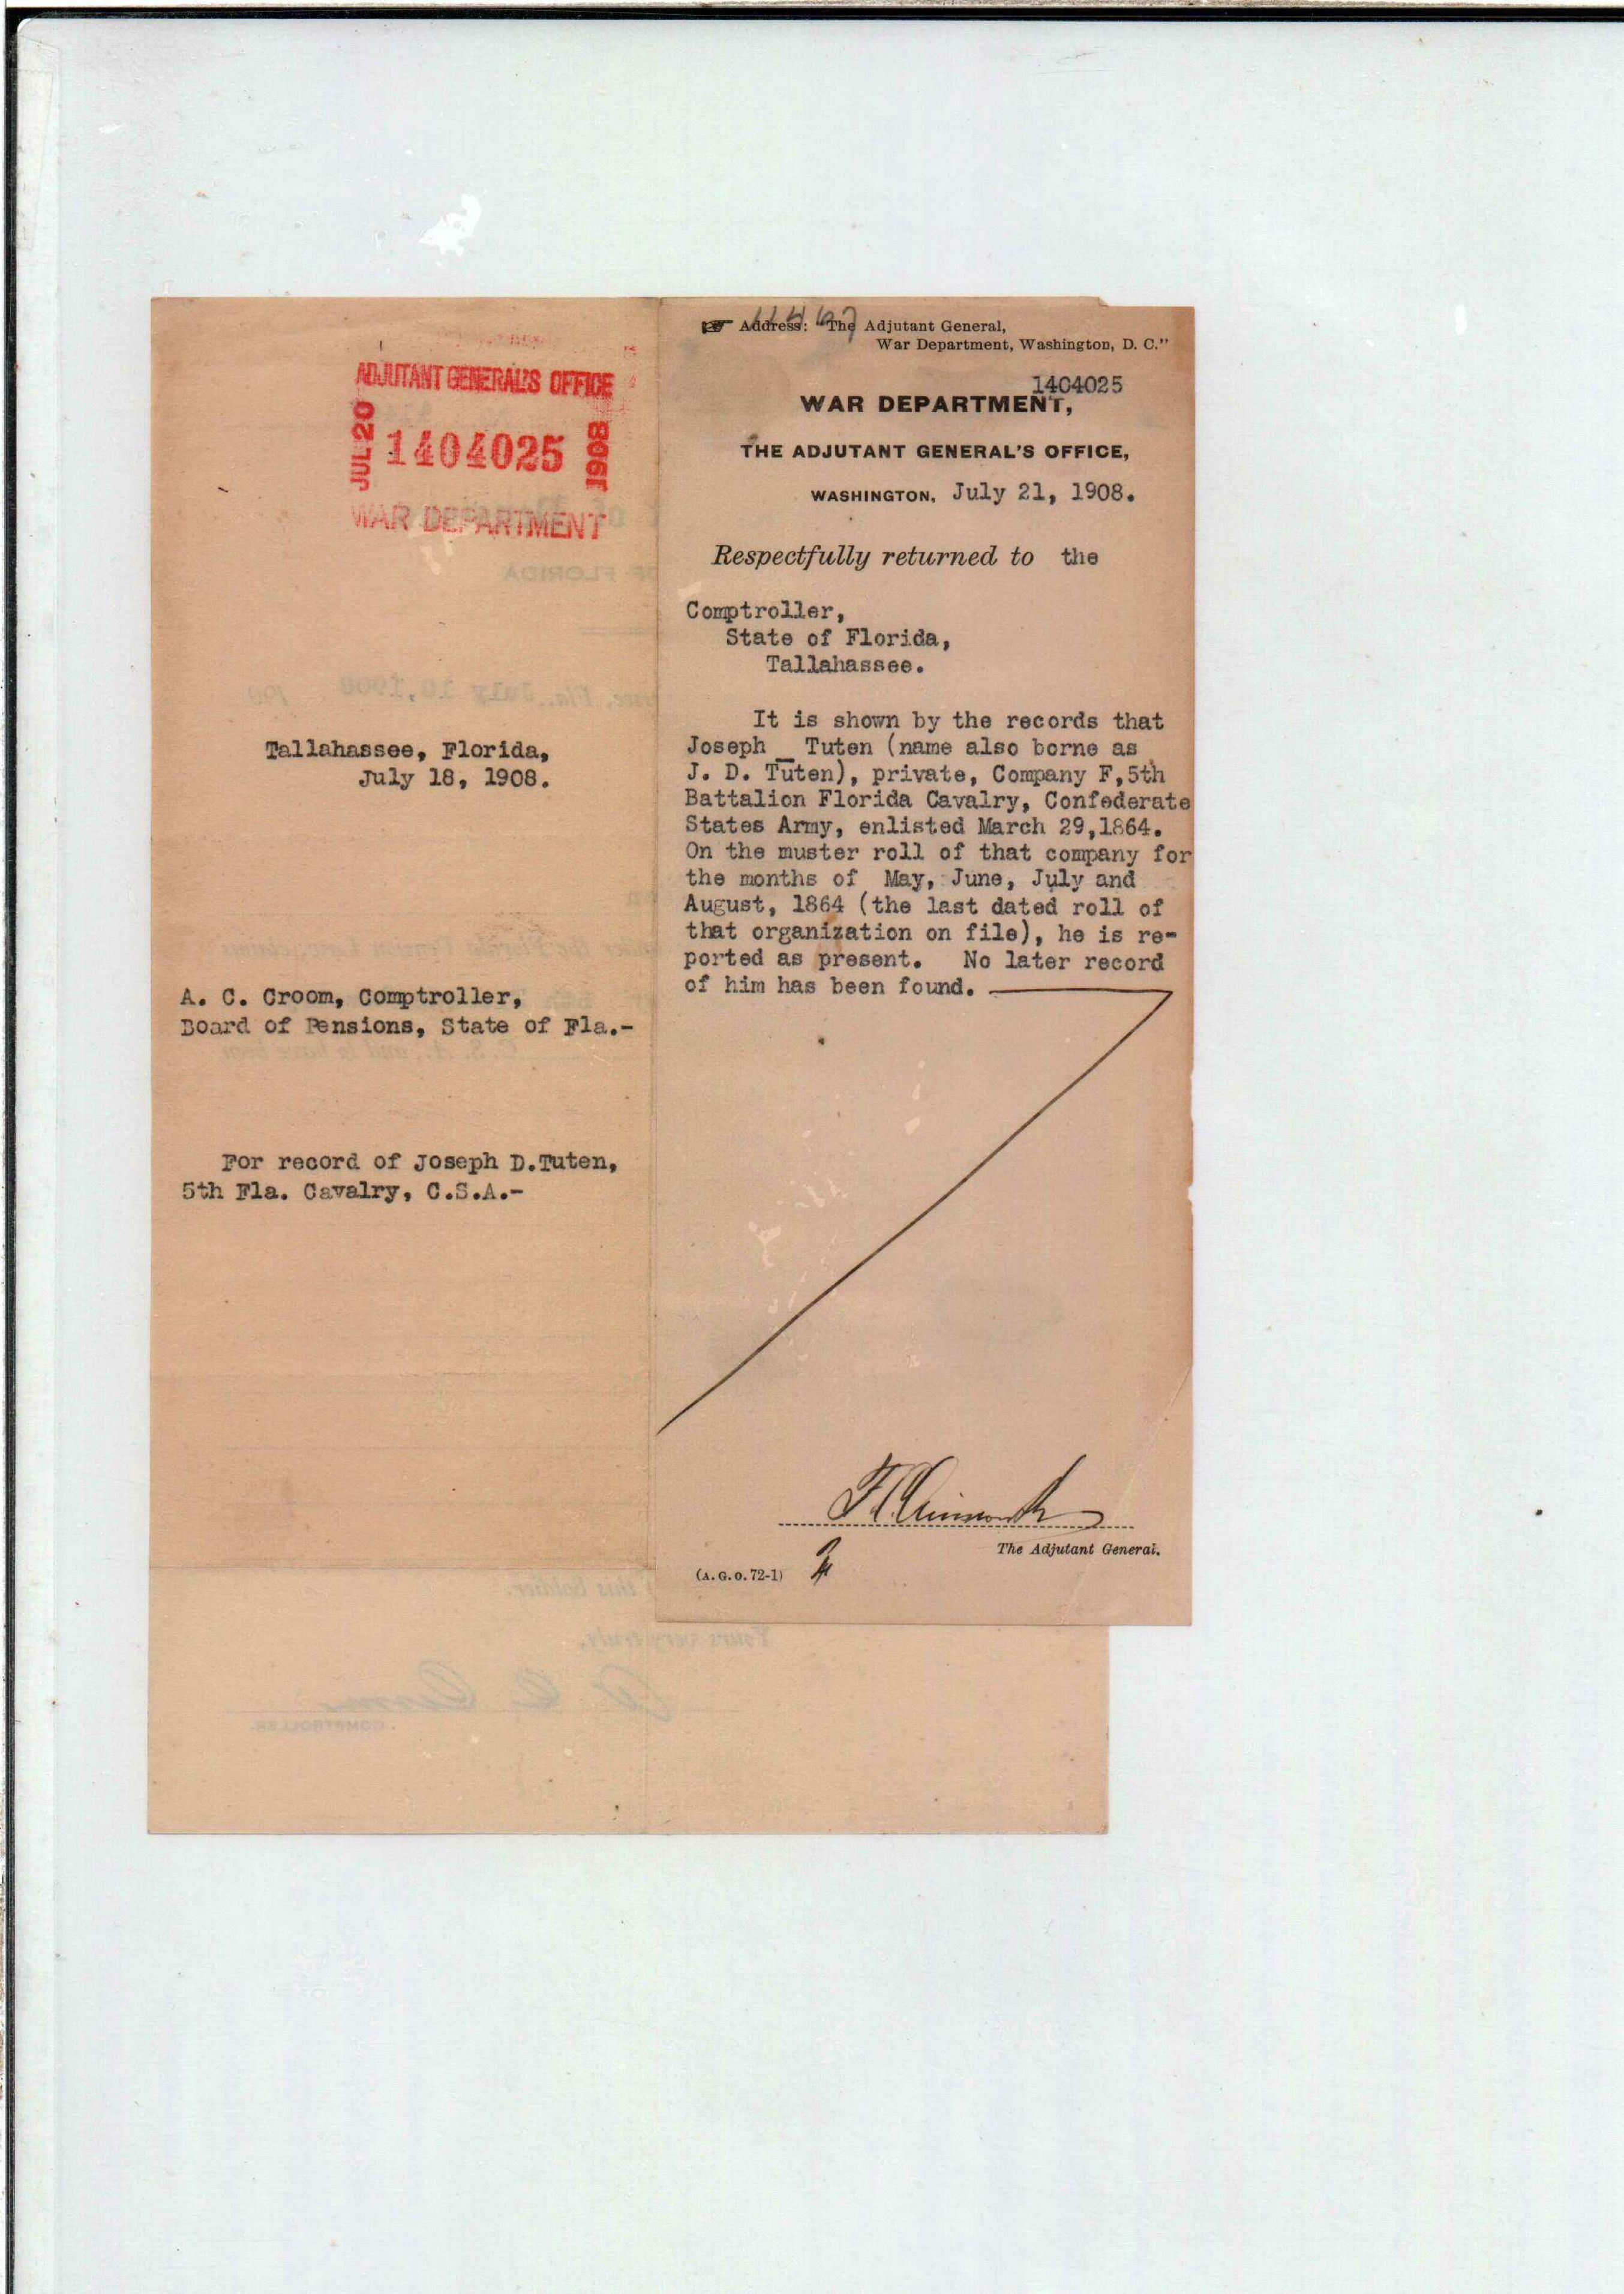 ADJUTANT GENERAL'S OFFICE
JUL 20
1404025
1908
WAR DEPARTMENT
Tallahassee, Florida,
July 18, 1908.
A. C. Croom, Comptroller,
Board of Pensions, State of Fla.-
For record of Joseph D.Tuten,
5th Fla. Cavalry, C.S.A.-
Address: "The Adjutant General,
War Department, Washington, D. C."
1404025
WAR DEPARTMENT,
THE ADJUTANT GENERAL'S OFFICE,
WASHINGTON, July 21, 1908.
Respectfully returned to the
Comptroller,
State of Florida,
Tallahassee.
It is shown by the records that
Joseph _ Tuten (name also borne as
J. D. Tuten), private, Company F,5th
Battalion Florida Cavalry, Confederate
States Army, enlisted March 29,1864.
On the muster roll of that company for
the months of May, June, July and
August, 1864 (the last dated roll of
that organization on file), he is re-
ported as present. No later record
of him has been found.
F C Ainsworth
The Adjutant General.
(A. G. O. 72-1)